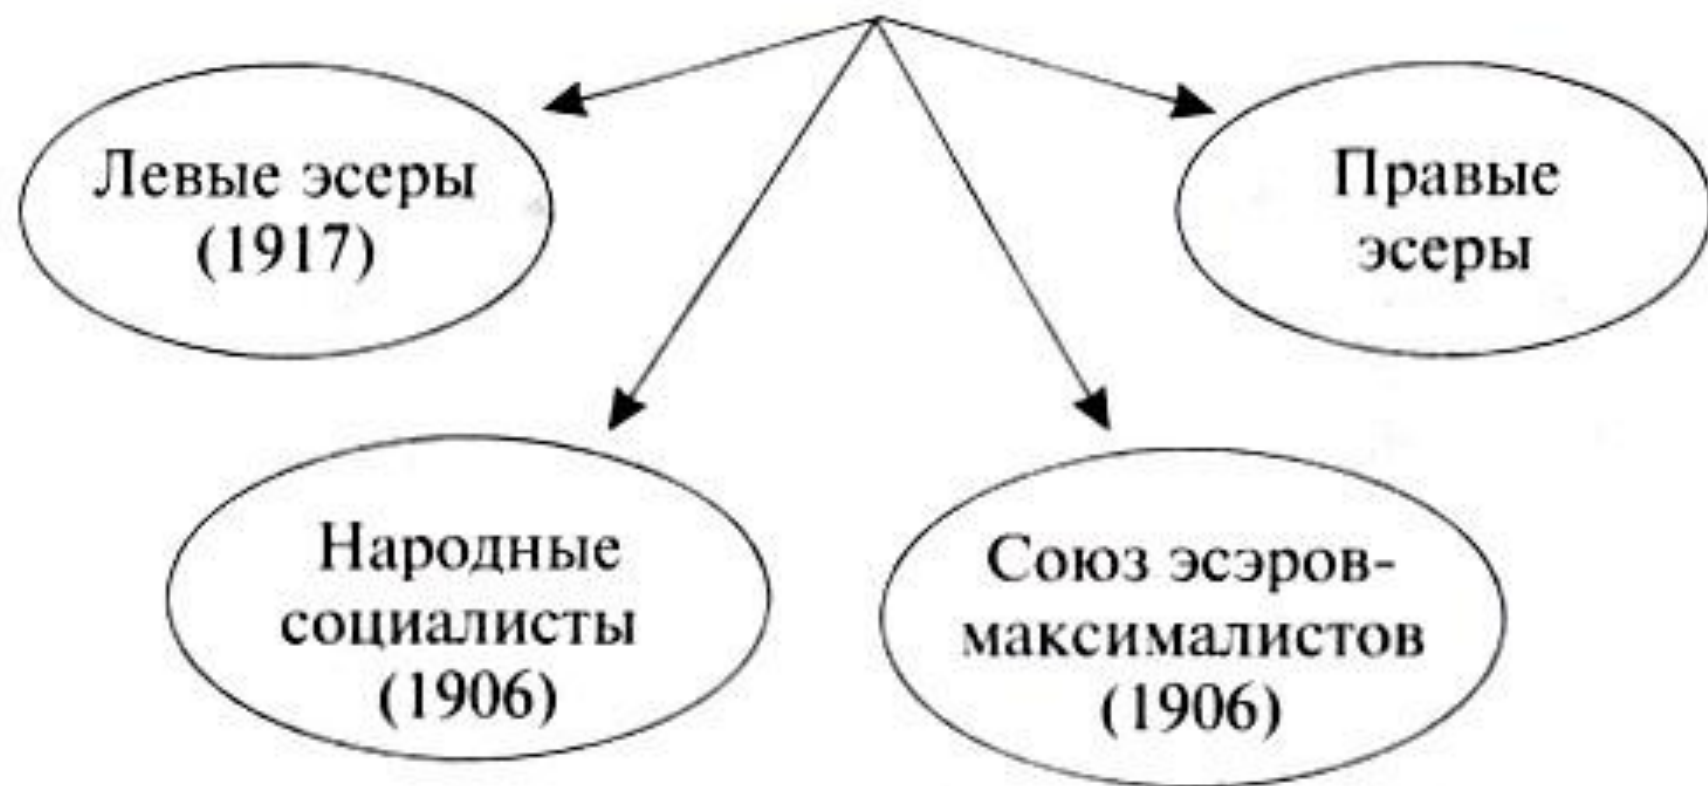 Левые эсеры
(1917)
Правые
эсеры
Народные
социалисты
(1906)
Союз эсэров-
максималистов
(1906)